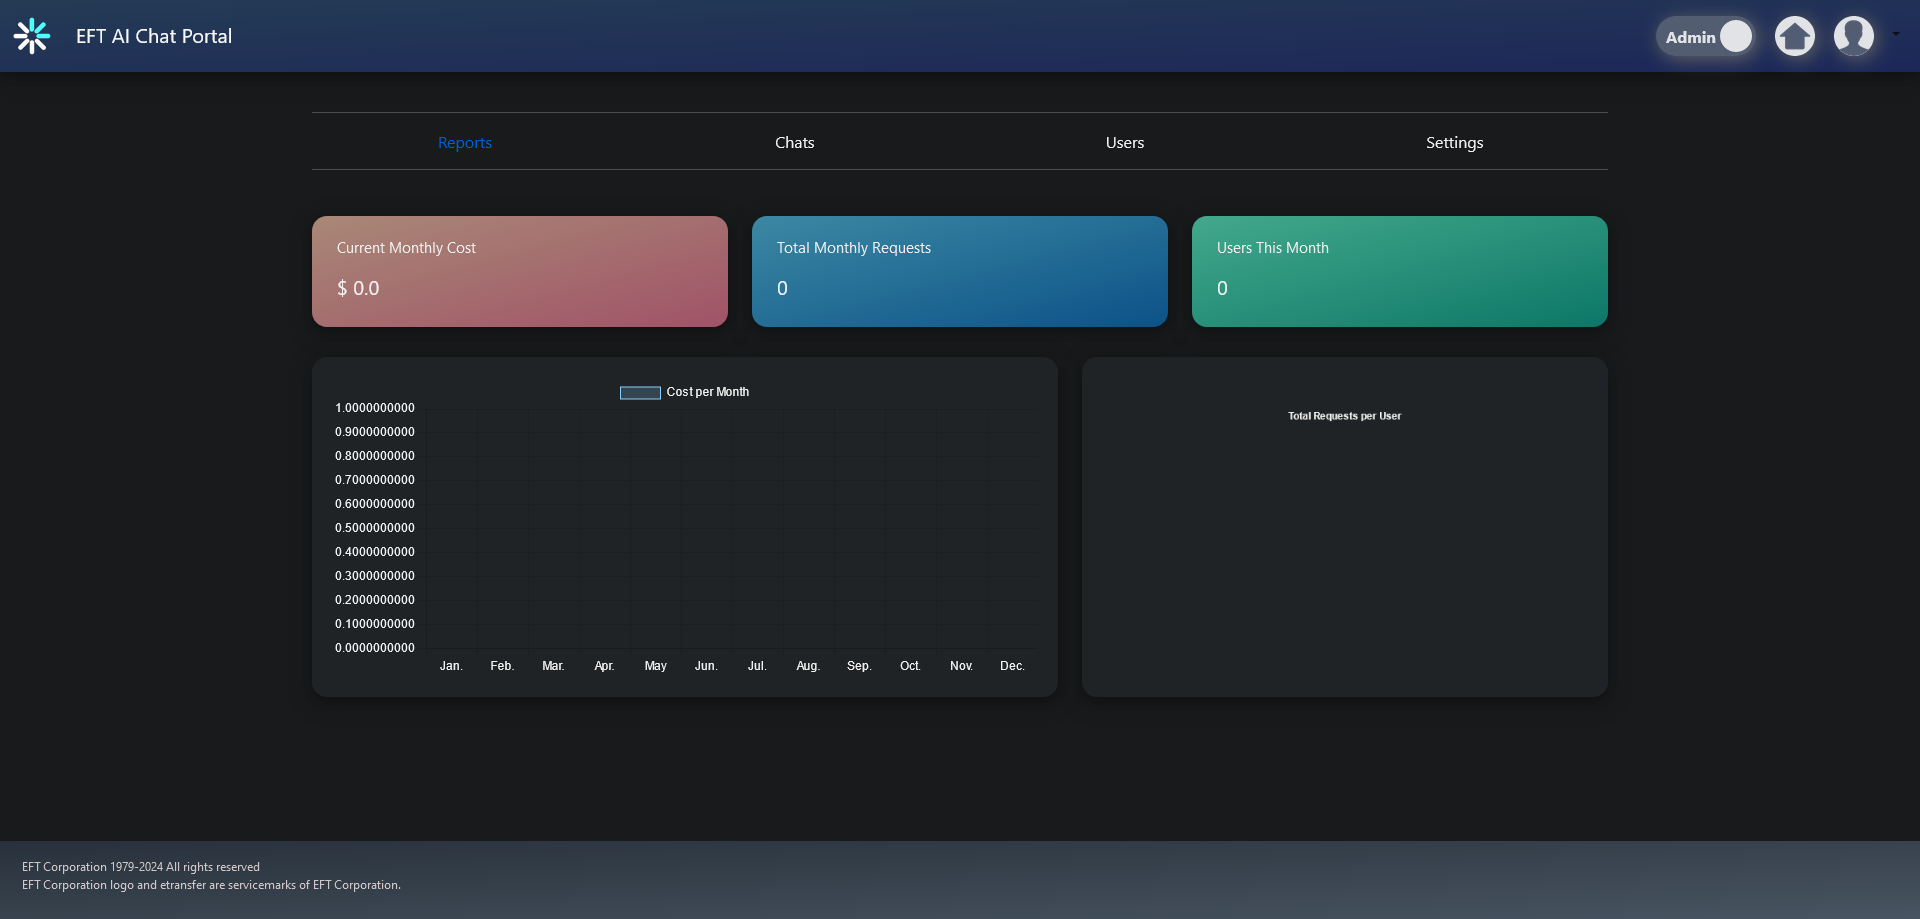 EFT AI Chat Portal
Admin
Reports
Chats
Users
Settings
Current Monthly Cost
$ 0.0
Total Monthly Requests
0
Users This Month
0
Cost per Month
1.0000000000
0.9000000000
0.8000000000
0.7000000000
0.6000000000
0.5000000000
0.4000000000
0.3000000000
0.2000000000
0.1000000000
0.0000000000
Jan. Feb. Mar. Apr. May Jun. Jul. Aug. Sep. Oct. Nov. Dec.
Total Requests per User
EFT Corporation 1979-2024 All rights reserved
EFT Corporation logo and etransfer are servicemarks of EFT Corporation.